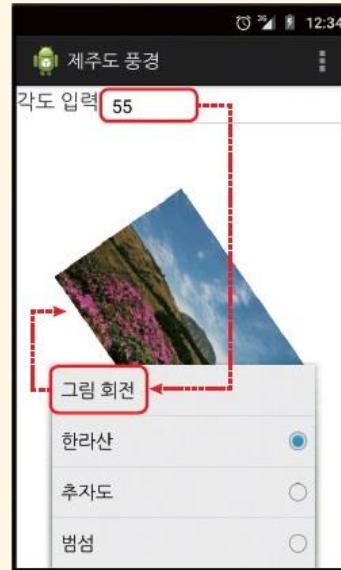 3G 12:34
제주도 풍경
각도 입력 55
그림 회전
한라산
추자도
범섬